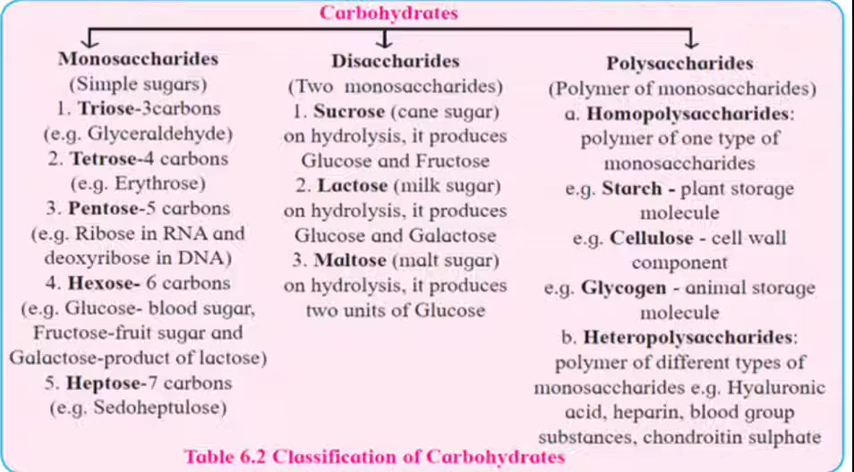 Carbohydrates
Monosaccharides
(Simple sugars)
1. Triose-3carbons
(e.g. Glyceraldehyde)
2. Tetrose-4 carbons
(e.g. Erythrose)
3. Pentose-5 carbons
(e.g. Ribose in RNA and
deoxyribose in DNA)
4. Hexose- 6 carbons
(e.g. Glucose- blood sugar,
Fructose-fruit sugar and
Galactose-product of lactose)
5. Heptose-7 carbons
(e.g. Sedoheptulose)
Disaccharides
(Two monosaccharides)
1. Sucrose (cane sugar)
on hydrolysis, it produces
Glucose and Fructose
2. Lactose (milk sugar)
on hydrolysis, it produces
Glucose and Galactose
3. Maltose (malt sugar)
on hydrolysis, it produces
two units of Glucose
Polysaccharides
(Polymer of monosaccharides)
a. Homopolysaccharides:
polymer of one type of
monosaccharides
e.g. Starch - plant storage
molecule
e.g. Cellulose - cell wall
component
e.g. Glycogen - animal storage
molecule
b. Heteropolysaccharides:
polymer of different types of
monosaccharides e.g. Hyaluronic
acid, heparin, blood group
substances, chondroitin sulphate
Table 6.2 Classification of Carbohydrates